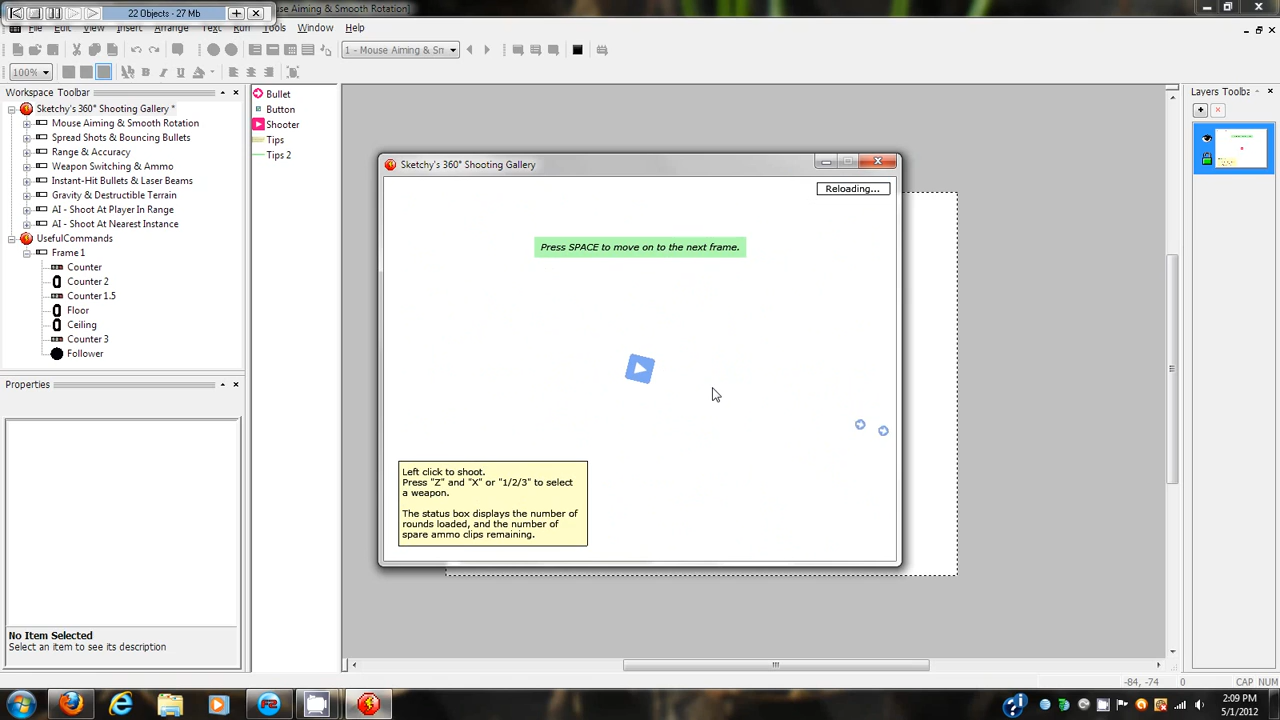 22 Objects - 27 Mb
se Aiming & Smooth Rotation]
File Edit View Insert Arrange Text Run Tools Window Help
1 - Mouse Aiming & Sm
100%
B I U
Workspace Toolbar
Sketchy's 360° Shooting Gallery *
Mouse Aiming & Smooth Rotation
Spread Shots & Bouncing Bullets
Range & Accuracy
Weapon Switching & Ammo
Instant-Hit Bullets & Laser Beams
Gravity & Destructible Terrain
AI - Shoot At Player In Range
AI - Shoot At Nearest Instance
UsefulCommands
Frame 1
Counter
Counter 2
Counter 1.5
Floor
Ceiling
Counter 3
Follower
Properties
No Item Selected
Select an item to see its description
Bullet
Button
Shooter
Tips
Tips 2
Sketchy's 360° Shooting Gallery
Reloading...
Press SPACE to move on to the next frame.
Left click to shoot.
Press "Z" and "X" or "1/2/3" to select
a weapon.
The status box displays the number of
rounds loaded, and the number of
spare ammo clips remaining.
Layers Toolba
-84, -74
0
CAP NUM
2:09 PM
5/1/2012